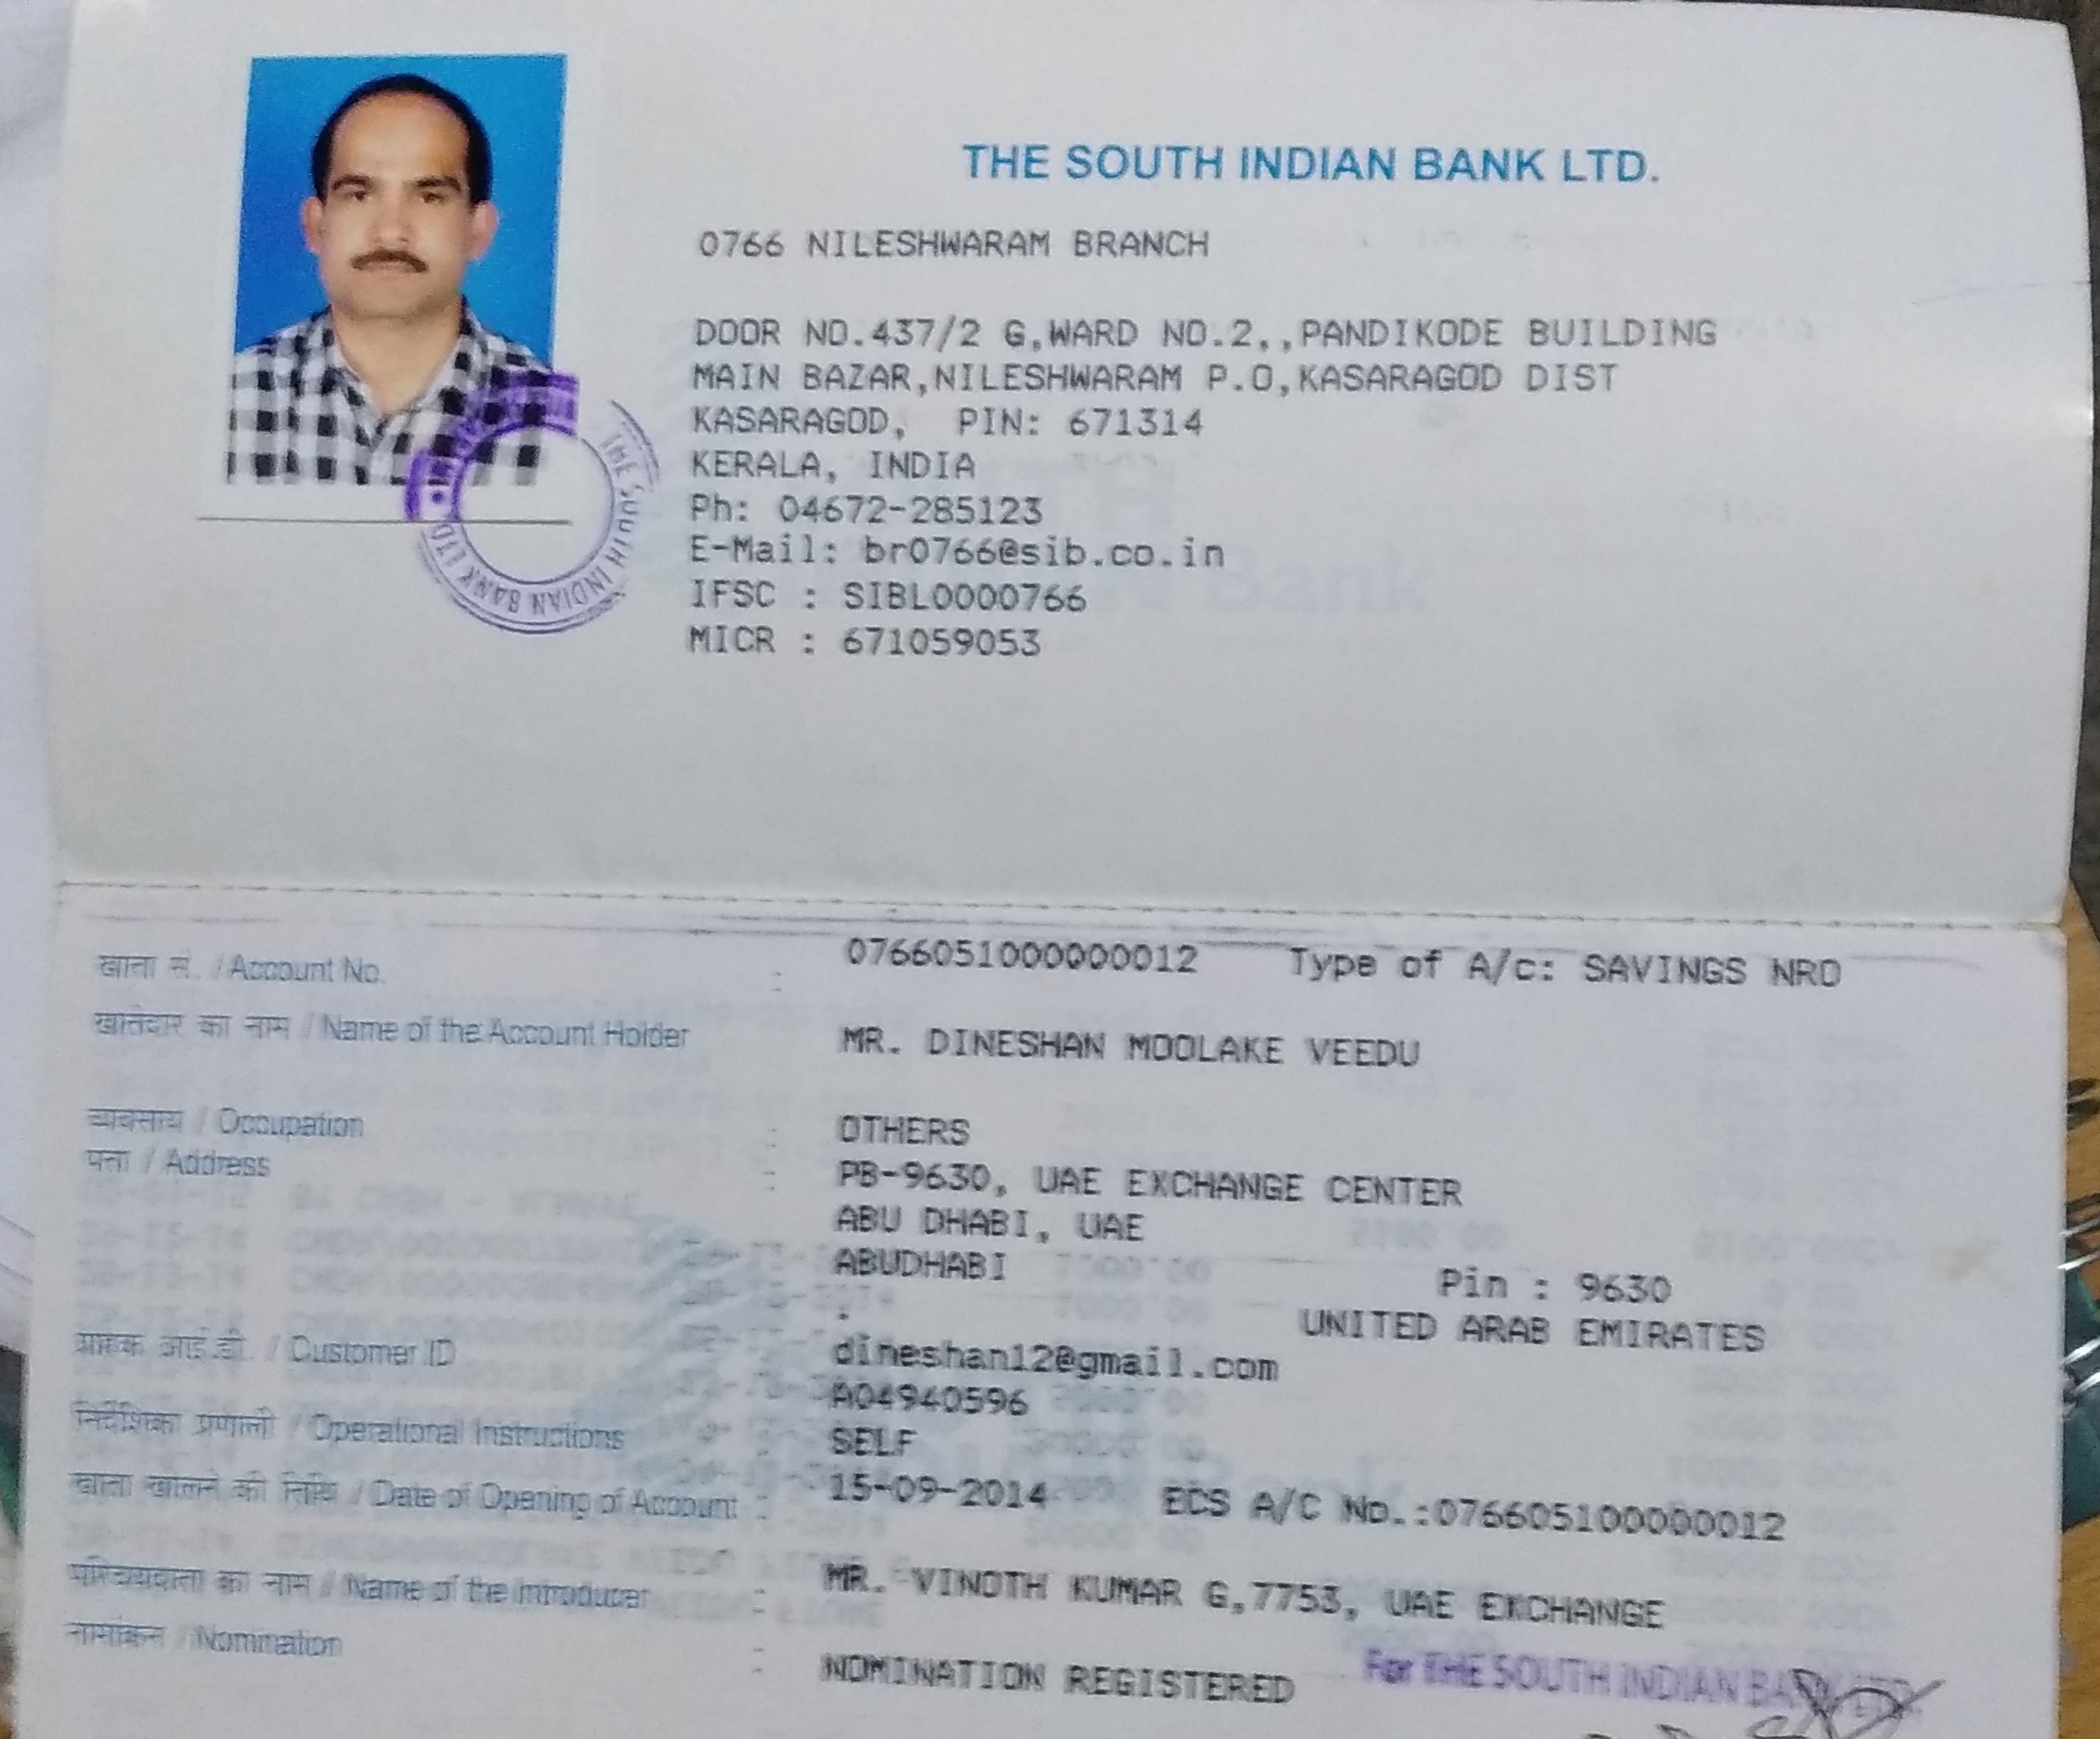 THE SOUTH INDIAN BANK LTD.
0766 NILESHWARAM BRANCH
DOOR NO.437/2 G,WARD NO.2,,PANDIKODE BUILDING
MAIN BAZAR,NILESHWARAM P.O,KASARAGOD DIST
KASARAGOD, PIN: 671314
KERALA, INDIA
Ph: 04672-285123
E-Mail: br0766@sib.co.in
IFSC : SIBL0000766
MICR : 671059053
THE SOUTH INDIAN BANK LTD
खाता सं. / Account No. : 0766051000000012 Type of A/c: SAVINGS NRO
खातेदार का नाम / Name of the Account Holder MR. DINESHAN MOOLAKE VEEDU
व्यवसाय / Occupation : OTHERS
पत्ता / Address : PB-9630, UAE EXCHANGE CENTER
ABU DHABI, UAE
ABUDHABI Pin : 9630
. UNITED ARAB EMIRATES
dineshan12@gmail.com
ग्राहक आई.डी. / Customer ID A04940596
निर्देशिका प्रणाली / Operational Instructions : SELF
खाता खोलने की तिथि / Date of Opening of Account : 15-09-2014 ECS A/C No.:0766051000000012
परिचयदाता का नाम / Name of the Introducer : MR. VINOTH KUMAR G,7753, UAE EXCHANGE
नामांकन / Nomination : NOMINATION REGISTERED
For THE SOUTH INDIAN BANK LTD.